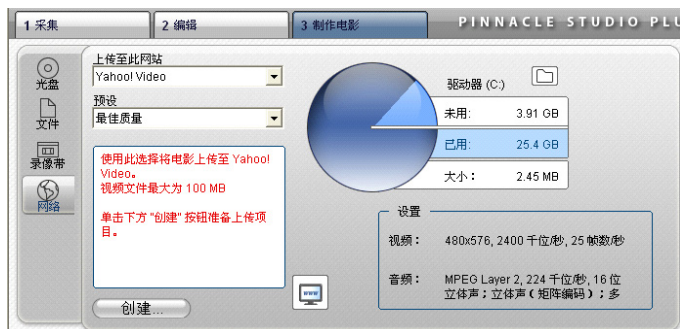 1 采集
2 编辑
3 制作电影
PINNACLE STUDIO PLU
光盘
文件
录像带
网络
上传至此网站
Yahoo! Video
预设
最佳质量
使用此选择将电影上传至 Yahoo!
Video。
视频文件最大为 100 MB
单击下方 "创建" 按钮准备上传项
目。
创建...
驱动器 (C:)
未用: 3.91 GB
已用: 25.4 GB
大小: 2.45 MB
设置
视频: 480x576, 2400 千位/秒, 25 帧数/秒
音频: MPEG Layer 2, 224 千位/秒, 16 位
立体声；立体声（矩阵编码）；多
WWW